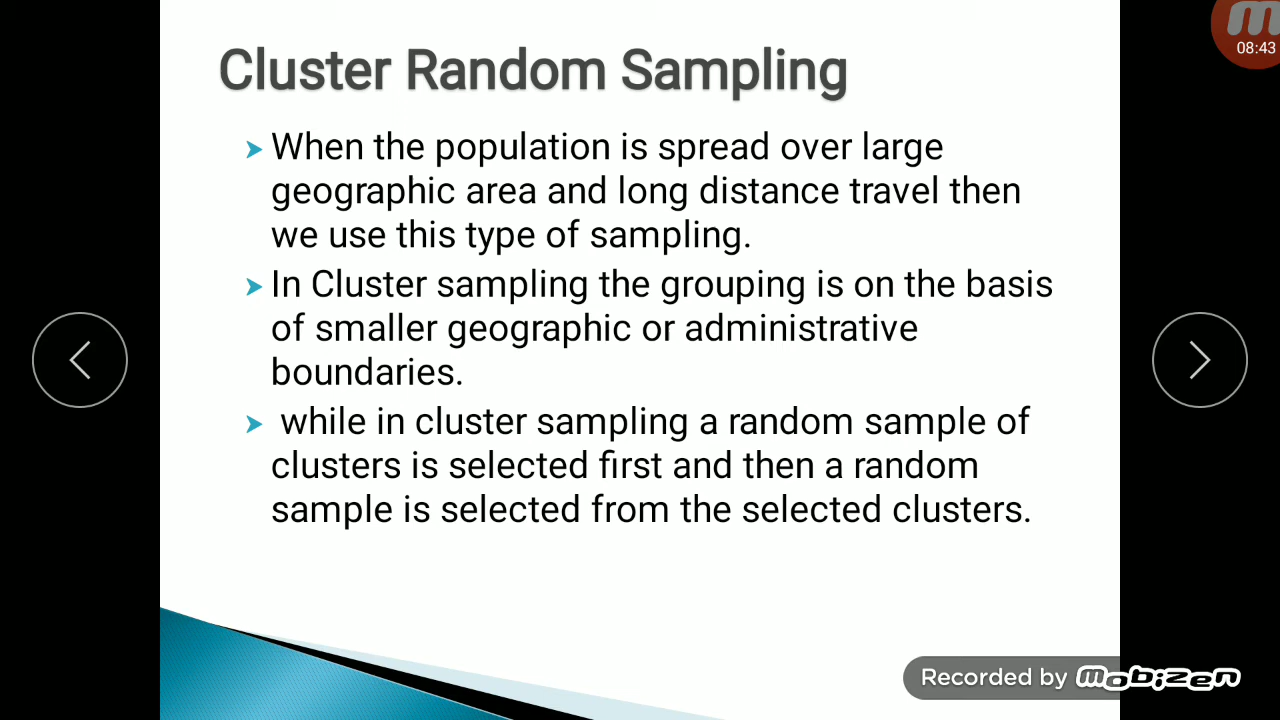 08:43
Cluster Random Sampling
➤When the population is spread over large
geographic area and long distance travel then
we use this type of sampling.
➤In Cluster sampling the grouping is on the basis
of smaller geographic or administrative
boundaries.
➤ while in cluster sampling a random sample of
clusters is selected first and then a random
sample is selected from the selected clusters.
Recorded by mobizen